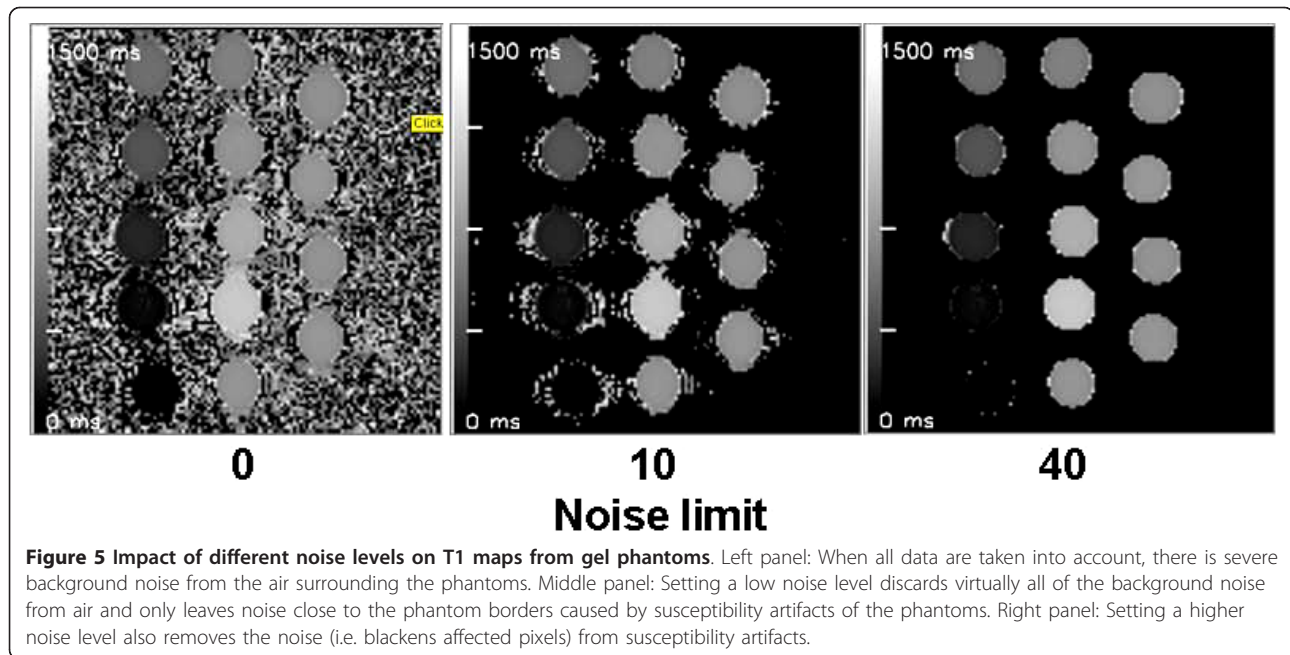 1500 ms
Click
0 ms
1500 ms
0 ms
1500 ms
0 ms
0
10
40
Noise limit
Figure 5 Impact of different noise levels on T1 maps from gel phantoms. Left panel: When all data are taken into account, there is severe
background noise from the air surrounding the phantoms. Middle panel: Setting a low noise level discards virtually all of the background noise
from air and only leaves noise close to the phantom borders caused by susceptibility artifacts of the phantoms. Right panel: Setting a higher
noise level also removes the noise (i.e. blackens affected pixels) from susceptibility artifacts.